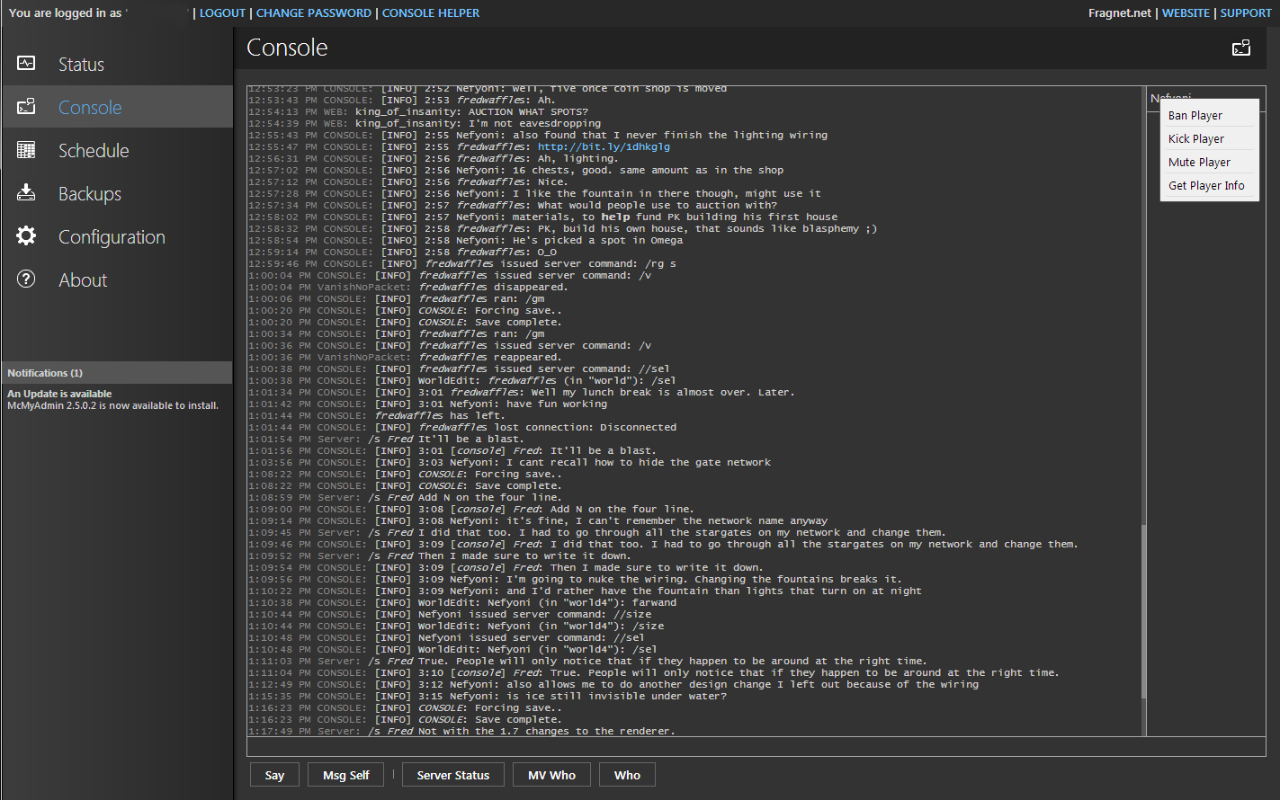 You are logged in as ' ' | LOGOUT | CHANGE PASSWORD | CONSOLE HELPER
Fragnet.net | WEBSITE | SUPPORT
Status
Console
Schedule
Backups
Configuration
About
Notifications (1)
An Update is available
McMyAdmin 2.5.0.2 is now available to install.
Console
12:53:23 PM CONSOLE: [INFO] 2:52 Nefyoni: Well, five once coin shop is moved
12:53:43 PM CONSOLE: [INFO] 2:53 fredwaffles: Ah.
12:54:13 PM WEB: king_of_insanity: AUCTION WHAT SPOTS?
12:54:39 PM WEB: king_of_insanity: I'm not eavesdropping
12:55:43 PM CONSOLE: [INFO] 2:55 Nefyoni: also found that I never finish the lighting wiring
12:55:47 PM CONSOLE: [INFO] 2:55 fredwaffles: http://bit.ly/1dhkglg
12:56:31 PM CONSOLE: [INFO] 2:56 fredwaffles: Ah, lighting.
12:57:02 PM CONSOLE: [INFO] 2:56 Nefyoni: 16 chests, good. same amount as in the shop
12:57:12 PM CONSOLE: [INFO] 2:56 fredwaffles: Nice.
12:57:28 PM CONSOLE: [INFO] 2:56 Nefyoni: I like the fountain in there though, might use it
12:57:34 PM CONSOLE: [INFO] 2:57 fredwaffles: What would people use to auction with?
12:58:02 PM CONSOLE: [INFO] 2:57 Nefyoni: materials, to help fund PK building his first house
12:58:32 PM CONSOLE: [INFO] 2:58 fredwaffles: PK, build his own house, that sounds like blasphemy ;)
12:58:54 PM CONSOLE: [INFO] 2:58 Nefyoni: He's picked a spot in Omega
12:59:14 PM CONSOLE: [INFO] 2:58 fredwaffles: O_O
12:59:46 PM CONSOLE: [INFO] fredwaffles issued server command: /rg s
1:00:04 PM CONSOLE: [INFO] fredwaffles issued server command: /v
1:00:04 PM VanishNoPacket: fredwaffles disappeared.
1:00:06 PM CONSOLE: [INFO] fredwaffles ran: /gm
1:00:20 PM CONSOLE: [INFO] CONSOLE: Forcing save..
1:00:20 PM CONSOLE: [INFO] CONSOLE: Save complete.
1:00:34 PM CONSOLE: [INFO] fredwaffles ran: /gm
1:00:36 PM CONSOLE: [INFO] fredwaffles issued server command: /v
1:00:36 PM VanishNoPacket: fredwaffles reappeared.
1:00:38 PM CONSOLE: [INFO] fredwaffles issued server command: //sel
1:00:38 PM CONSOLE: [INFO] WorldEdit: fredwaffles (in "world"): /sel
1:01:34 PM CONSOLE: [INFO] 3:01 fredwaffles: Well my lunch break is almost over. Later.
1:01:42 PM CONSOLE: [INFO] 3:01 Nefyoni: have fun working
1:01:44 PM CONSOLE: fredwaffles has left.
1:01:44 PM CONSOLE: [INFO] fredwaffles lost connection: Disconnected
1:01:54 PM Server: /s Fred It'll be a blast.
1:01:56 PM CONSOLE: [INFO] 3:01 [console] Fred: It'll be a blast.
1:03:56 PM CONSOLE: [INFO] 3:03 Nefyoni: I cant recall how to hide the gate network
1:08:22 PM CONSOLE: [INFO] CONSOLE: Forcing save..
1:08:22 PM CONSOLE: [INFO] CONSOLE: Save complete.
1:08:59 PM Server: /s Fred Add N on the four line.
1:09:00 PM CONSOLE: [INFO] 3:08 [console] Fred: Add N on the four line.
1:09:14 PM CONSOLE: [INFO] 3:08 Nefyoni: it's fine, I can't remember the network name anyway
1:09:45 PM Server: /s Fred I did that too. I had to go through all the stargates on my network and change them.
1:09:46 PM CONSOLE: [INFO] 3:09 [console] Fred: I did that too. I had to go through all the stargates on my network and change them.
1:09:52 PM Server: /s Fred Then I made sure to write it down.
1:09:54 PM CONSOLE: [INFO] 3:09 [console] Fred: Then I made sure to write it down.
1:09:56 PM CONSOLE: [INFO] 3:09 Nefyoni: I'm going to nuke the wiring. Changing the fountains breaks it.
1:10:22 PM CONSOLE: [INFO] 3:09 Nefyoni: and I'd rather have the fountain than lights that turn on at night
1:10:38 PM CONSOLE: [INFO] WorldEdit: Nefyoni (in "world4"): farwand
1:10:44 PM CONSOLE: [INFO] Nefyoni issued server command: //size
1:10:44 PM CONSOLE: [INFO] WorldEdit: Nefyoni (in "world4"): /size
1:10:48 PM CONSOLE: [INFO] Nefyoni issued server command: //sel
1:10:48 PM CONSOLE: [INFO] WorldEdit: Nefyoni (in "world4"): /sel
1:11:03 PM Server: /s Fred True. People will only notice that if they happen to be around at the right time.
1:11:04 PM CONSOLE: [INFO] 3:10 [console] Fred: True. People will only notice that if they happen to be around at the right time.
1:12:49 PM CONSOLE: [INFO] 3:12 Nefyoni: also allows me to do another design change I left out because of the wiring
1:15:35 PM CONSOLE: [INFO] 3:15 Nefyoni: is ice still invisible under water?
1:16:23 PM CONSOLE: [INFO] CONSOLE: Forcing save..
1:16:23 PM CONSOLE: [INFO] CONSOLE: Save complete.
1:17:49 PM Server: /s Fred Not with the 1.7 changes to the renderer.
Nefyoni
Ban Player
Kick Player
Mute Player
Get Player Info
Say
Msg Self
|
Server Status
MV Who
Who